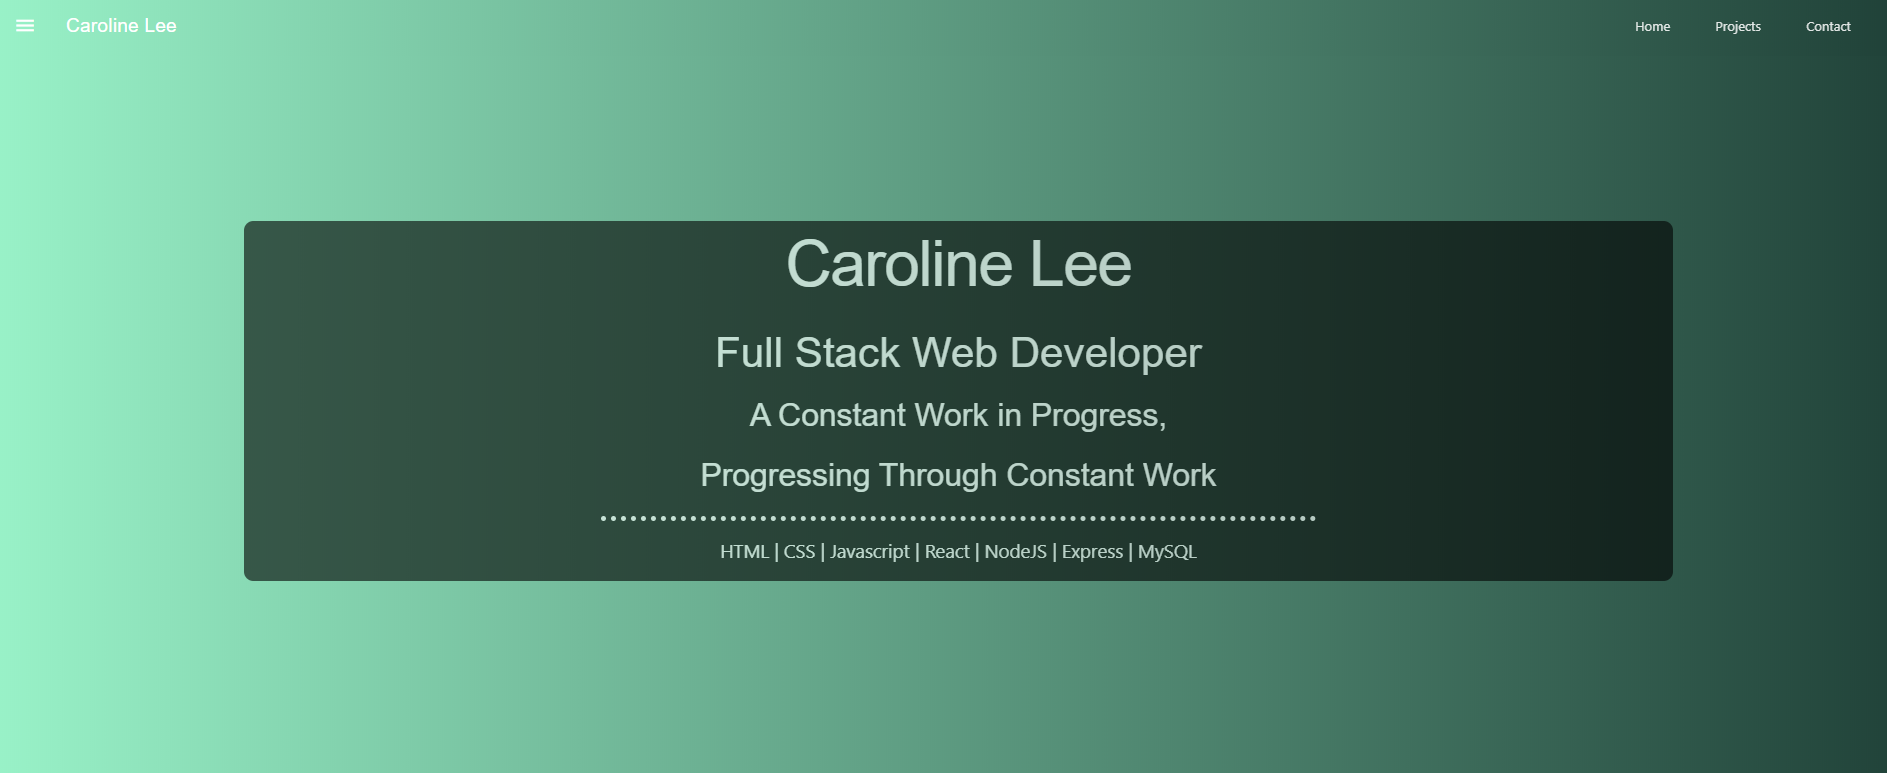 Caroline Lee
Home
Projects
Contact
Caroline Lee
Full Stack Web Developer
A Constant Work in Progress,
Progressing Through Constant Work
HTML | CSS | Javascript | React | NodeJS | Express | MySQL